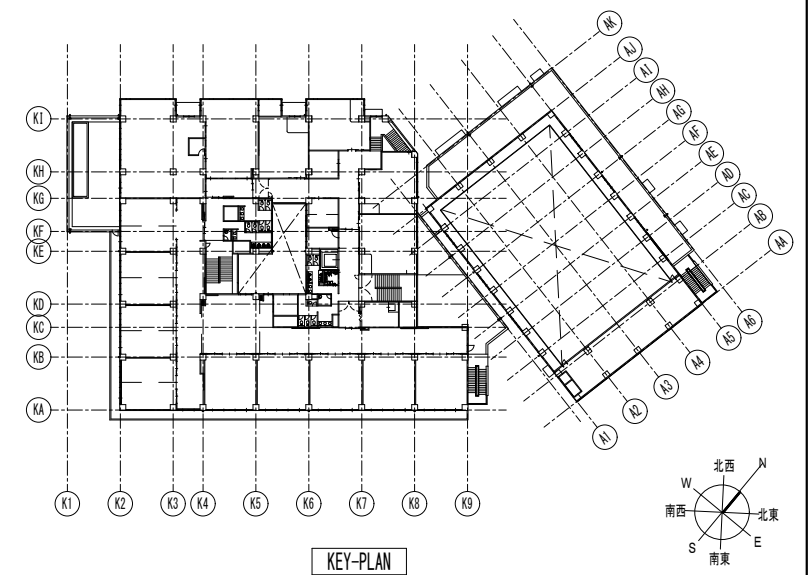 AK
AJ
AI
AH
AG
AF
AE
AD
AC
AB
AA
KI
KH
KG
KF
KE
KD
KC
KB
KA
A1
A2
A3
A4
A5
A6
K1
K2
K3
K4
K5
K6
K7
K8
K9
北西
N
W
南西
北東
S
E
南東
KEY-PLAN